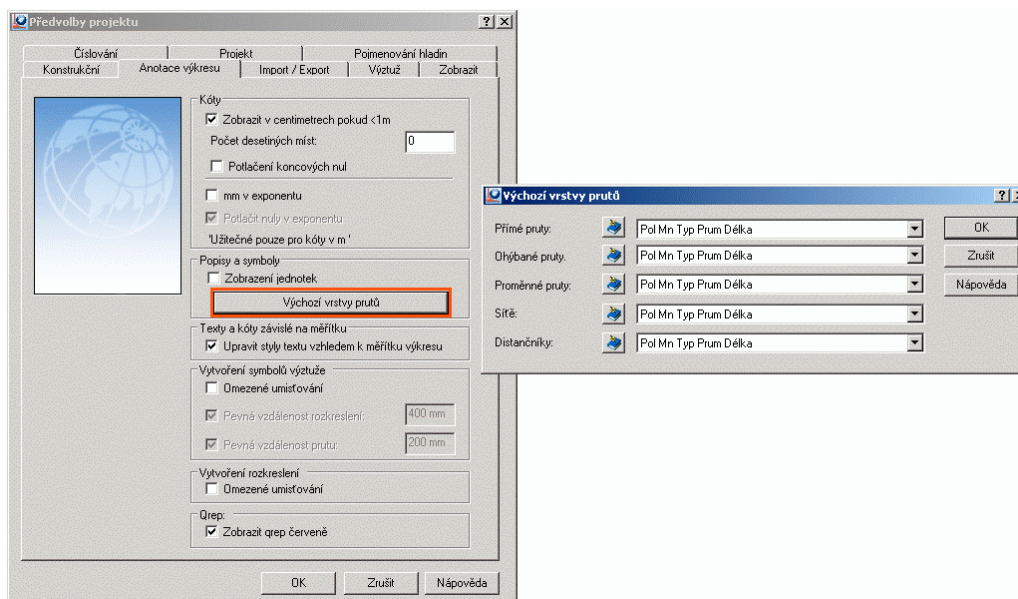 Předvolby projektu
Číslování
Projekt
Pojmenování hladin
Konstrukční
Anotace výkresu
Import / Export
Výztuž
Zobrazit
Kóty
Zobrazit v centimetrech pokud <1m
Počet desetiných míst:
0
Potlačení koncových nul
mm v exponentu
Potlačit nuly v exponentu
'Užitečné pouze pro kóty v m '
Popisy a symboly
Zobrazení jednotek
Výchozí vrstvy prutů
Texty a kóty závislé na měřítku
Upravit styly textu vzhledem k měřítku výkresu
Vytvoření symbolů výztuže
Omezené umisťování
Pevná vzdálenost rozkreslení:
400 mm
Pevná vzdálenost prutu:
200 mm
Vytvoření rozkreslení
Omezené umisťování
Qrep:
Zobrazit qrep červeně
OK
Zrušit
Nápověda
Výchozí vrstvy prutů
Přímé pruty:
Pol Mn Typ Prum Délka
OK
Ohýbané pruty.
Pol Mn Typ Prum Délka
Zrušit
Proměnné pruty:
Pol Mn Typ Prum Délka
Nápověda
Sítě:
Pol Mn Typ Prum Délka
Distančníky:
Pol Mn Typ Prum Délka